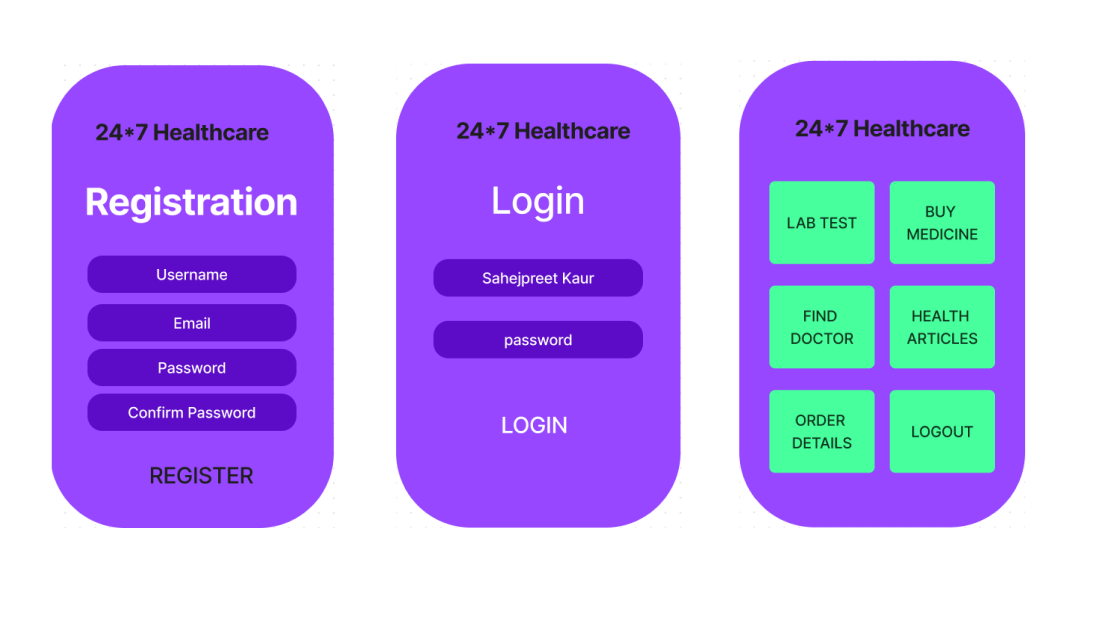 24*7 Healthcare
Registration
Username
Email
Password
Confirm Password
REGISTER
24*7 Healthcare
Login
Sahejpreet Kaur
password
LOGIN
24*7 Healthcare
LAB TEST
BUY
MEDICINE
FIND
DOCTOR
HEALTH
ARTICLES
ORDER
DETAILS
LOGOUT